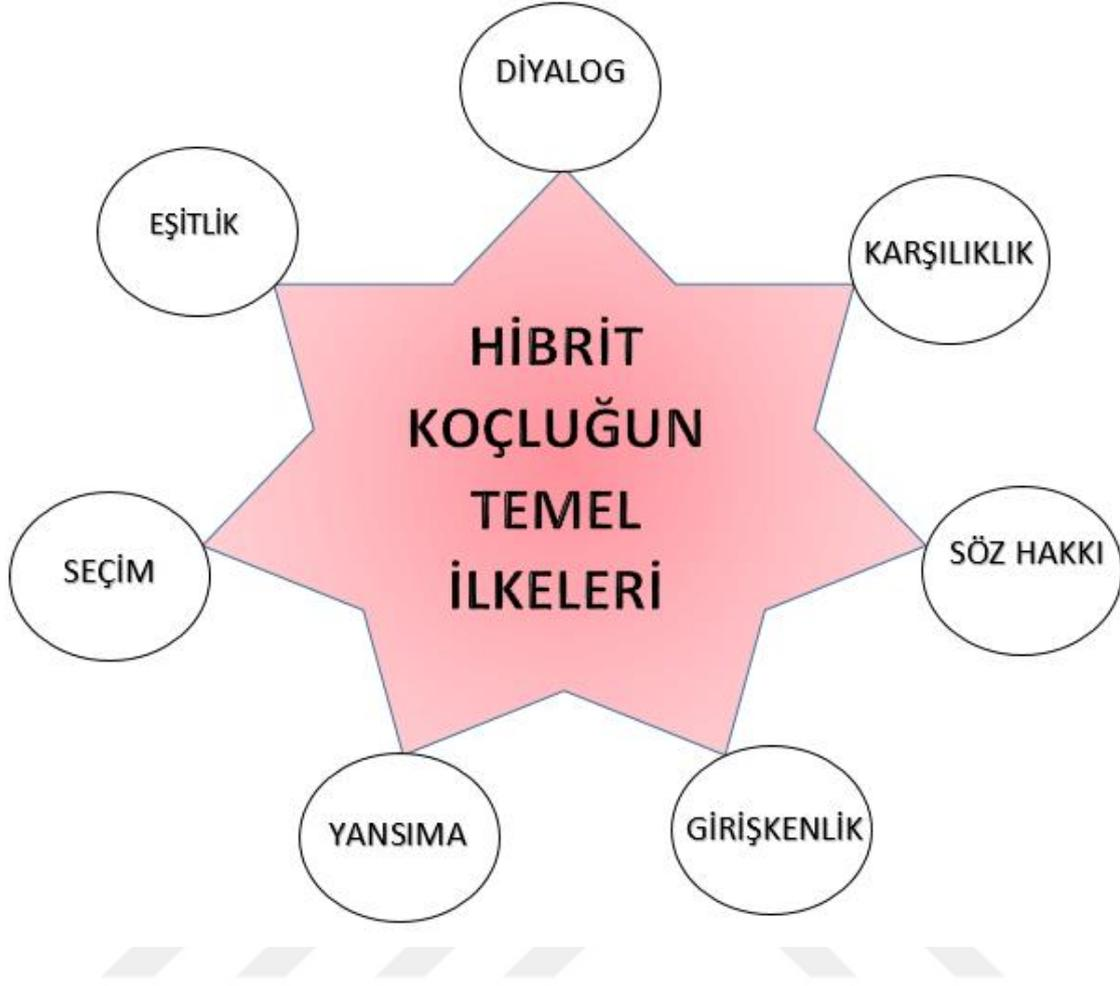 DİYALOG
EŞİTLİK
KARŞILIKLIK
HİBRİT
KOÇLUĞUN
TEMEL
İLKELERİ
SEÇİM
SÖZ HAKKI
YANSIMA
GİRİŞKENLİK